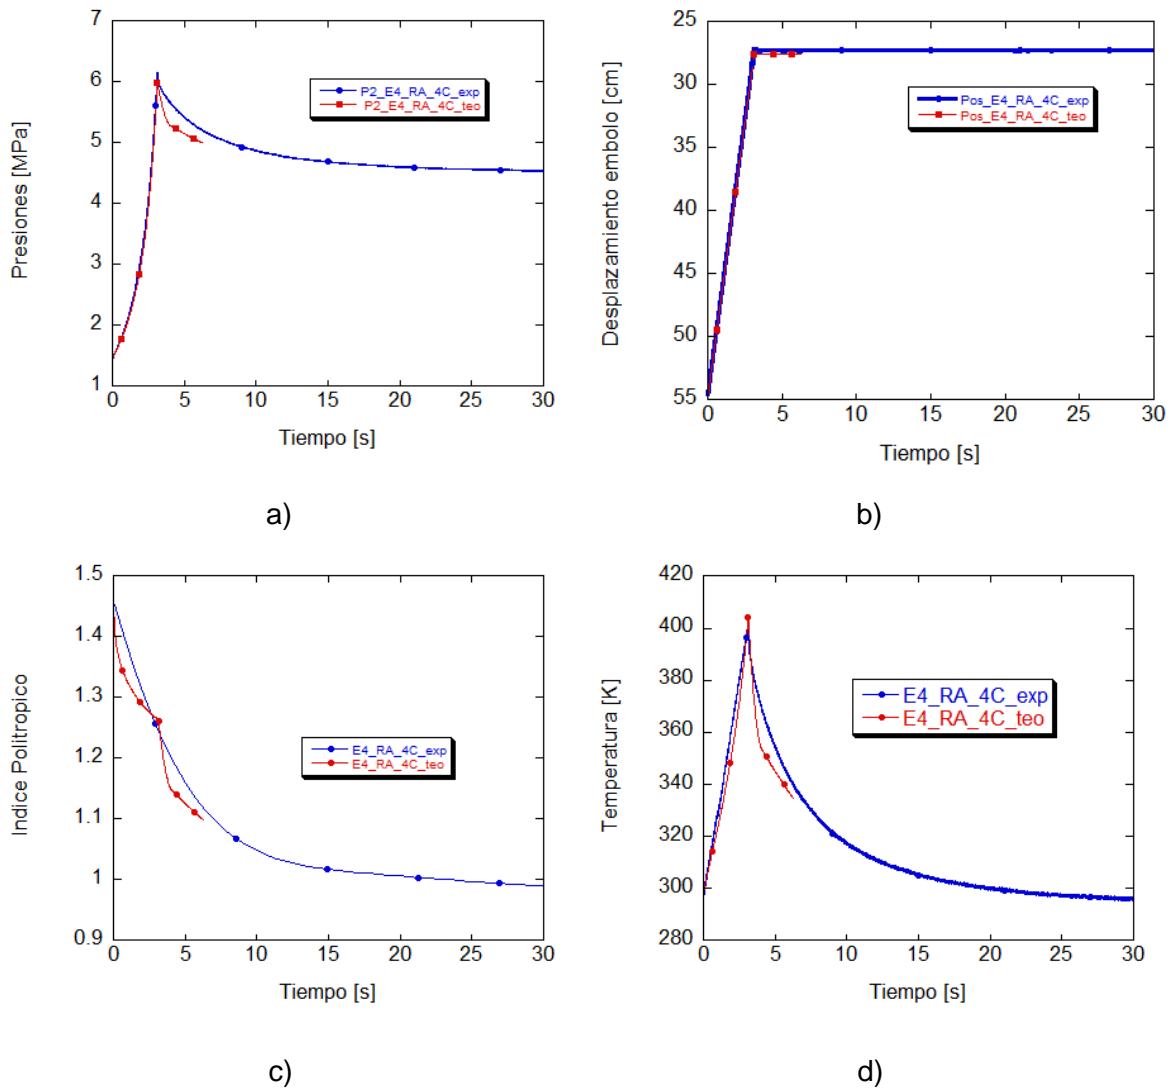 7
6
5
4
3
2
1
Presiones [MPa]
P2_E4_RA_4C_exp
P2_E4_RA_4C_teo
0 5 10 15 20 25 30
Tiempo [s]
a)
25
30
35
40
45
50
55
Desplazamiento embolo [cm]
Pos_E4_RA_4C_exp
Pos_E4_RA_4C_teo
0 5 10 15 20 25 30
Tiempo [s]
b)
1.5
1.4
1.3
1.2
1.1
1
0.9
Indice Politropico
E4_RA_4C_exp
E4_RA_4C_teo
0 5 10 15 20 25 30
Tiempo [s]
c)
420
400
380
360
340
320
300
280
Temperatura [K]
E4_RA_4C_exp
E4_RA_4C_teo
0 5 10 15 20 25 30
Tiempo [s]
d)